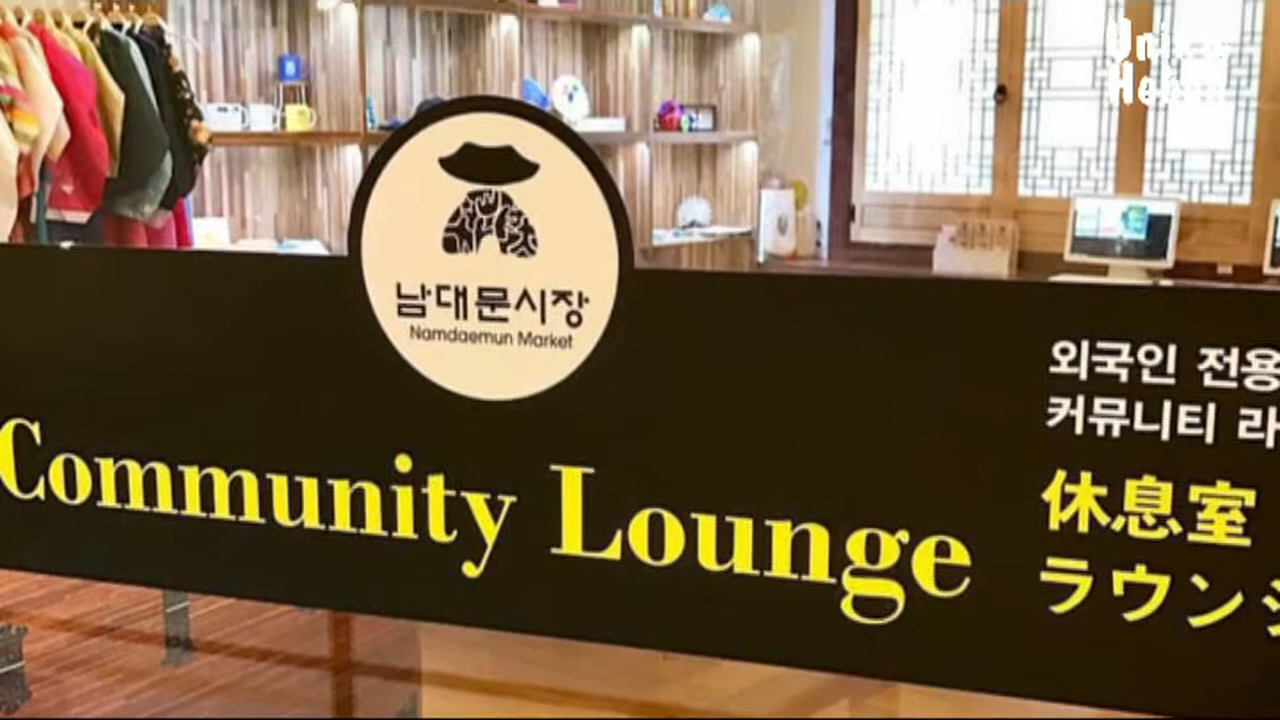 남대문시장
Namdaemun Market
Community Lounge
외국인 전용
커뮤니티 라
休息室
ラウンジ